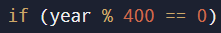 if (year % 400 == 0)